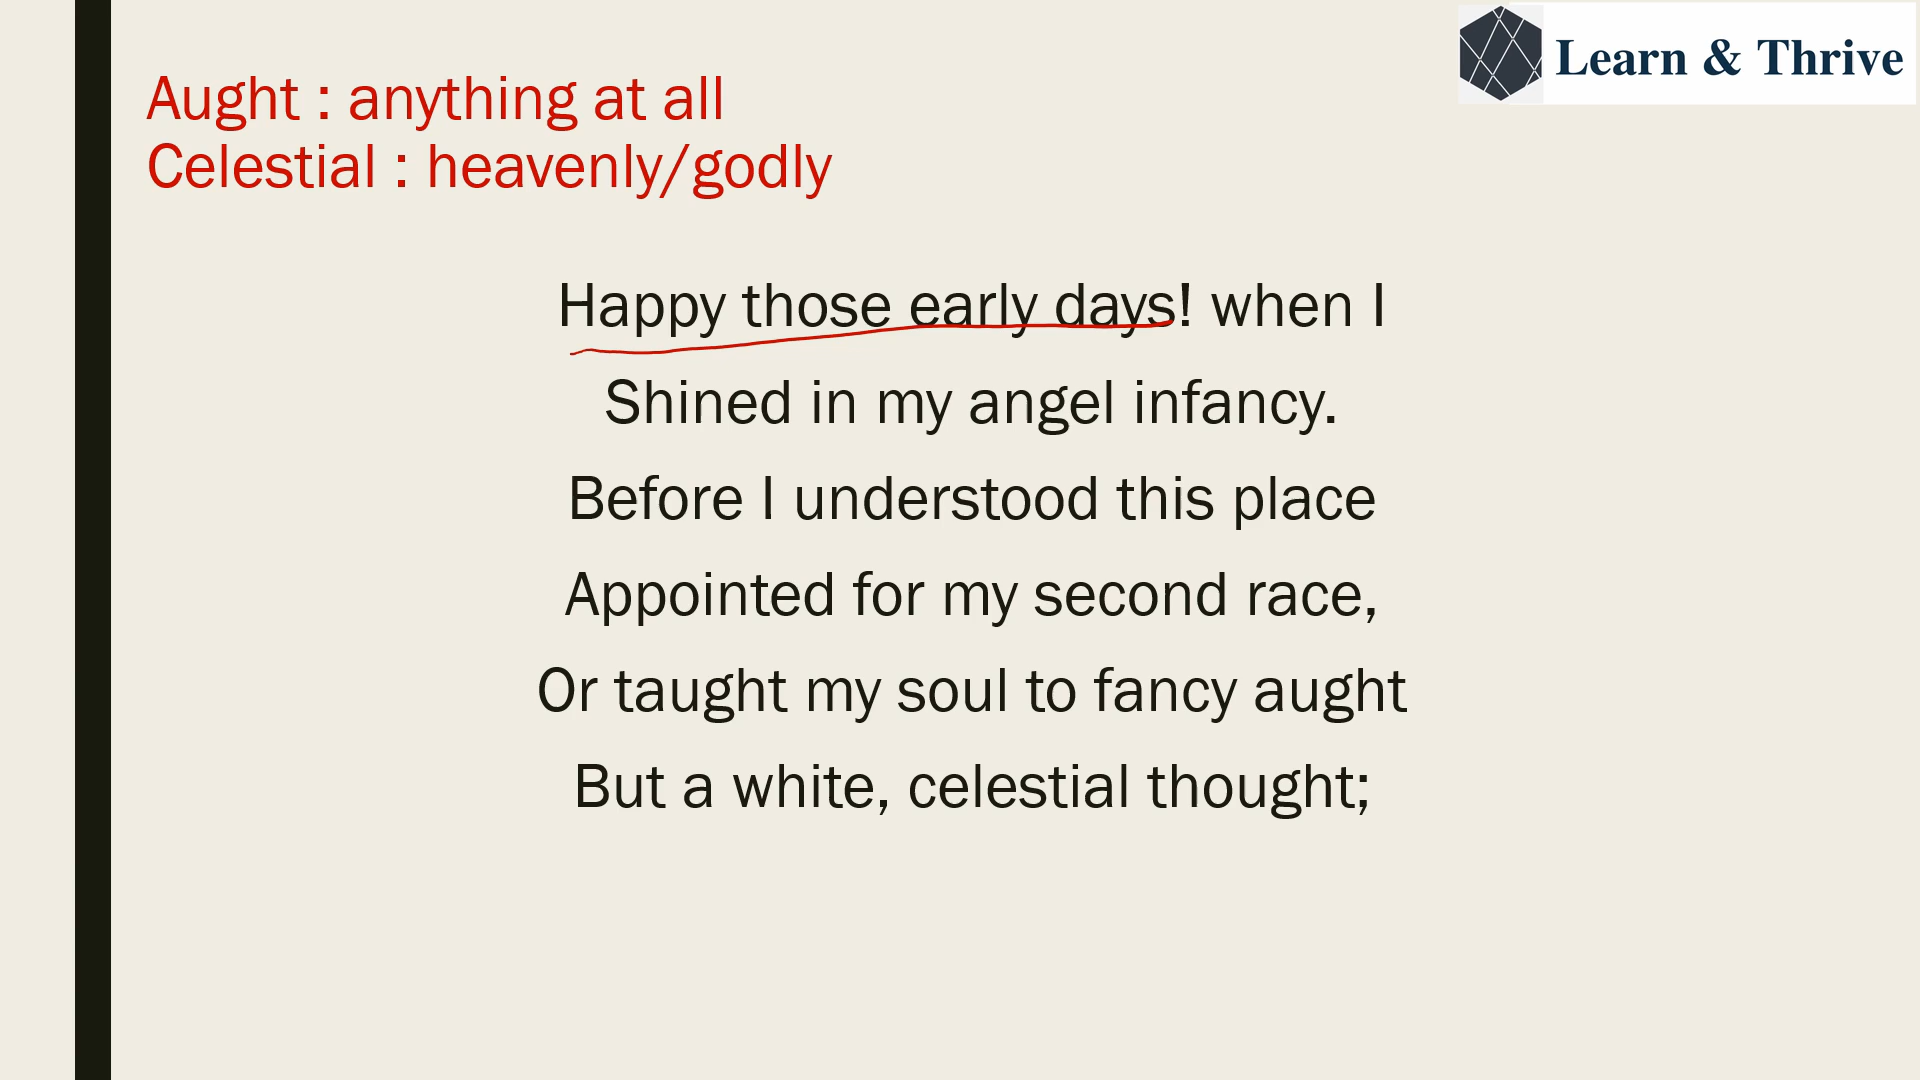 Learn & Thrive
Aught : anything at all
Celestial : heavenly/godly
Happy those early days! when I
Shined in my angel infancy.
Before I understood this place
Appointed for my second race,
Or taught my soul to fancy aught
But a white, celestial thought;